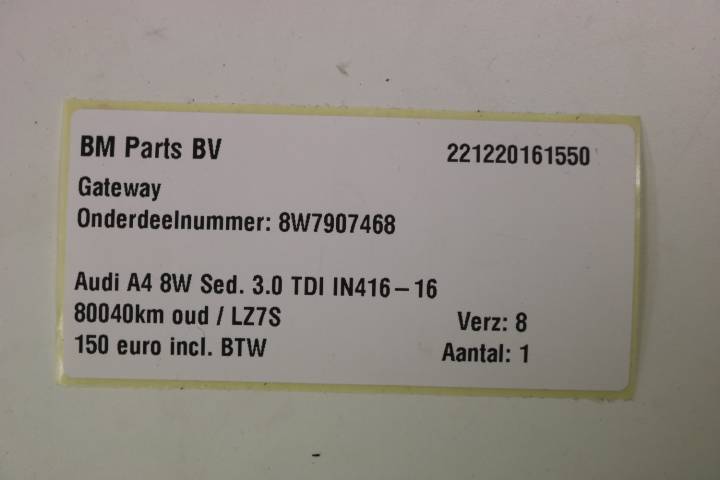 BM Parts BV 221220161550
Gateway
Onderdeelnummer: 8W7907468
Audi A4 8W Sed. 3.0 TDI IN416-16
80040km oud / LZ7S Verz: 8
150 euro incl. BTW Aantal: 1